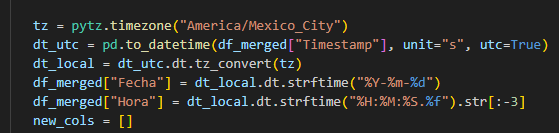 tz = pytz.timezone("America/Mexico_City")
dt_utc = pd.to_datetime(df_merged["Timestamp"], unit="s", utc=True)
dt_local = dt_utc.dt.tz_convert(tz)
df_merged["Fecha"] = dt_local.dt.strftime("%Y-%m-%d")
df_merged["Hora"] = dt_local.dt.strftime("%H:%M:%S.%f").str[:-3]
new_cols = []